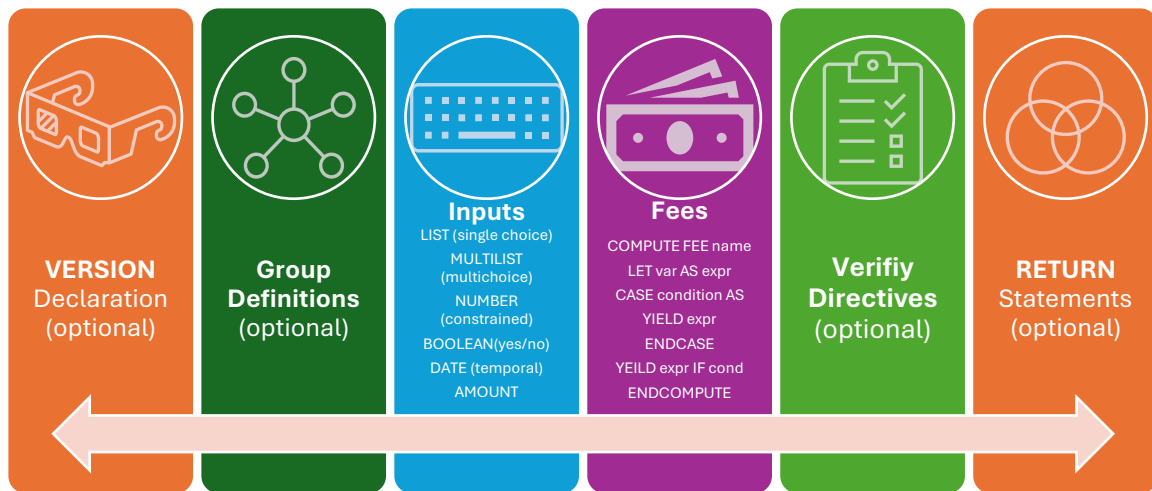 VERSION
Declaration
(optional)
Group
Definitions
(optional)
Inputs
LIST (single choice)
MULTILIST
(multichoice)
NUMBER
(constrained)
BOOLEAN(yes/no)
DATE (temporal)
AMOUNT
Fees
COMPUTE FEE name
LET var AS expr
CASE condition AS
YIELD expr
ENDCASE
YEILD expr IF cond
ENDCOMPUTE
Verifiy
Directives
(optional)
RETURN
Statements
(optional)